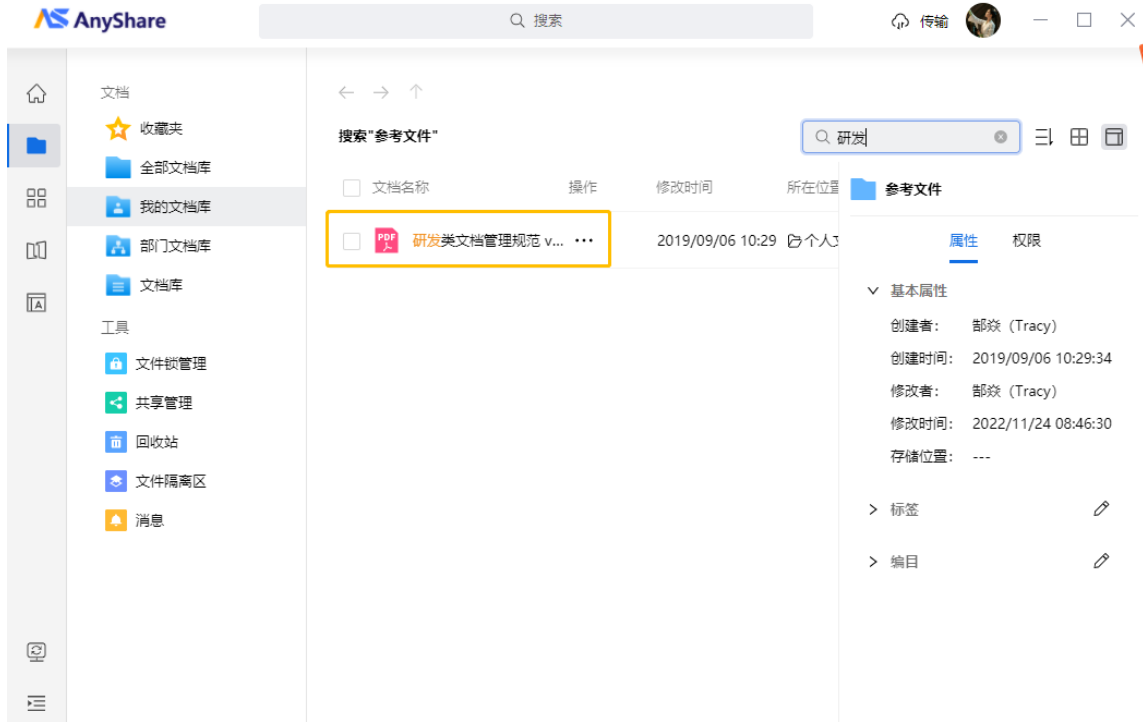 AnyShare
搜索
传输
文档
收藏夹
全部文档库
我的文档库
部门文档库
文档库
工具
文件锁管理
共享管理
回收站
文件隔离区
消息
搜索"参考文件"
研发
文档名称 操作 修改时间 所在位置
PDF 研发类文档管理规范 v... ••• 2019/09/06 10:29 个人文
参考文件
属性 权限
基本属性
创建者: 郜焱 (Tracy)
创建时间: 2019/09/06 10:29:34
修改者: 郜焱 (Tracy)
修改时间: 2022/11/24 08:46:30
存储位置: ---
标签
编目